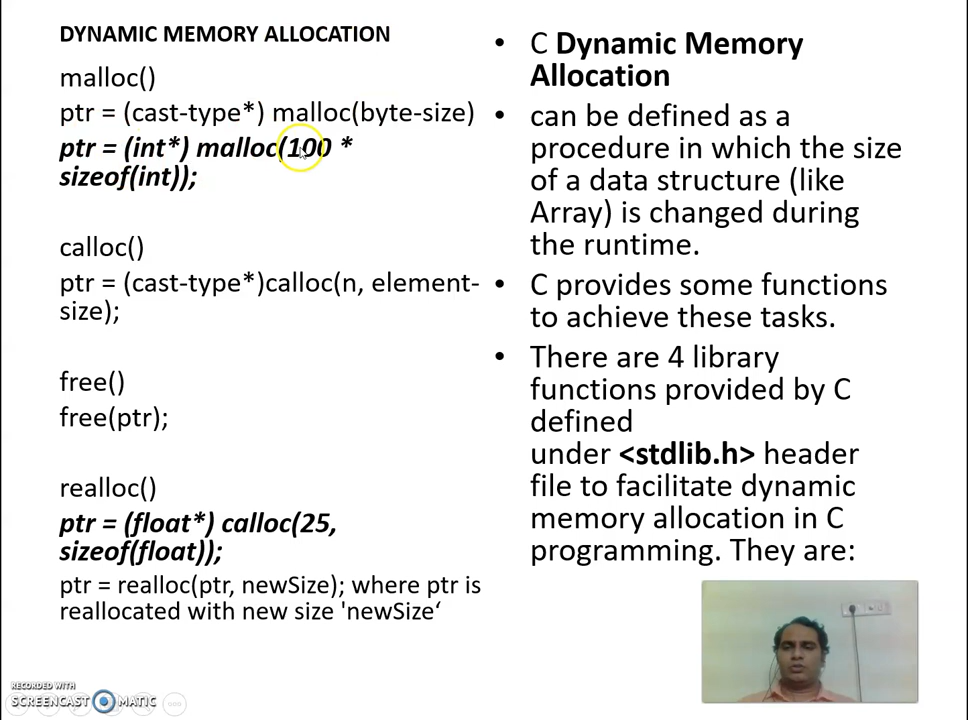 DYNAMIC MEMORY ALLOCATION
malloc()
ptr = (cast-type*) malloc(byte-size)
ptr = (int*) malloc(100 *
sizeof(int));
calloc()
ptr = (cast-type*)calloc(n, element-
size);
free()
free(ptr);
realloc()
ptr = (float*) calloc(25,
sizeof(float));
ptr = realloc(ptr, newSize); where ptr is
reallocated with new size 'newSize‘
• C Dynamic Memory
Allocation
• can be defined as a
procedure in which the size
of a data structure (like
Array) is changed during
the runtime.
• C provides some functions
to achieve these tasks.
• There are 4 library
functions provided by C
defined
under <stdlib.h> header
file to facilitate dynamic
memory allocation in C
programming. They are:
RECORDED WITH
SCREENCAST MATIC